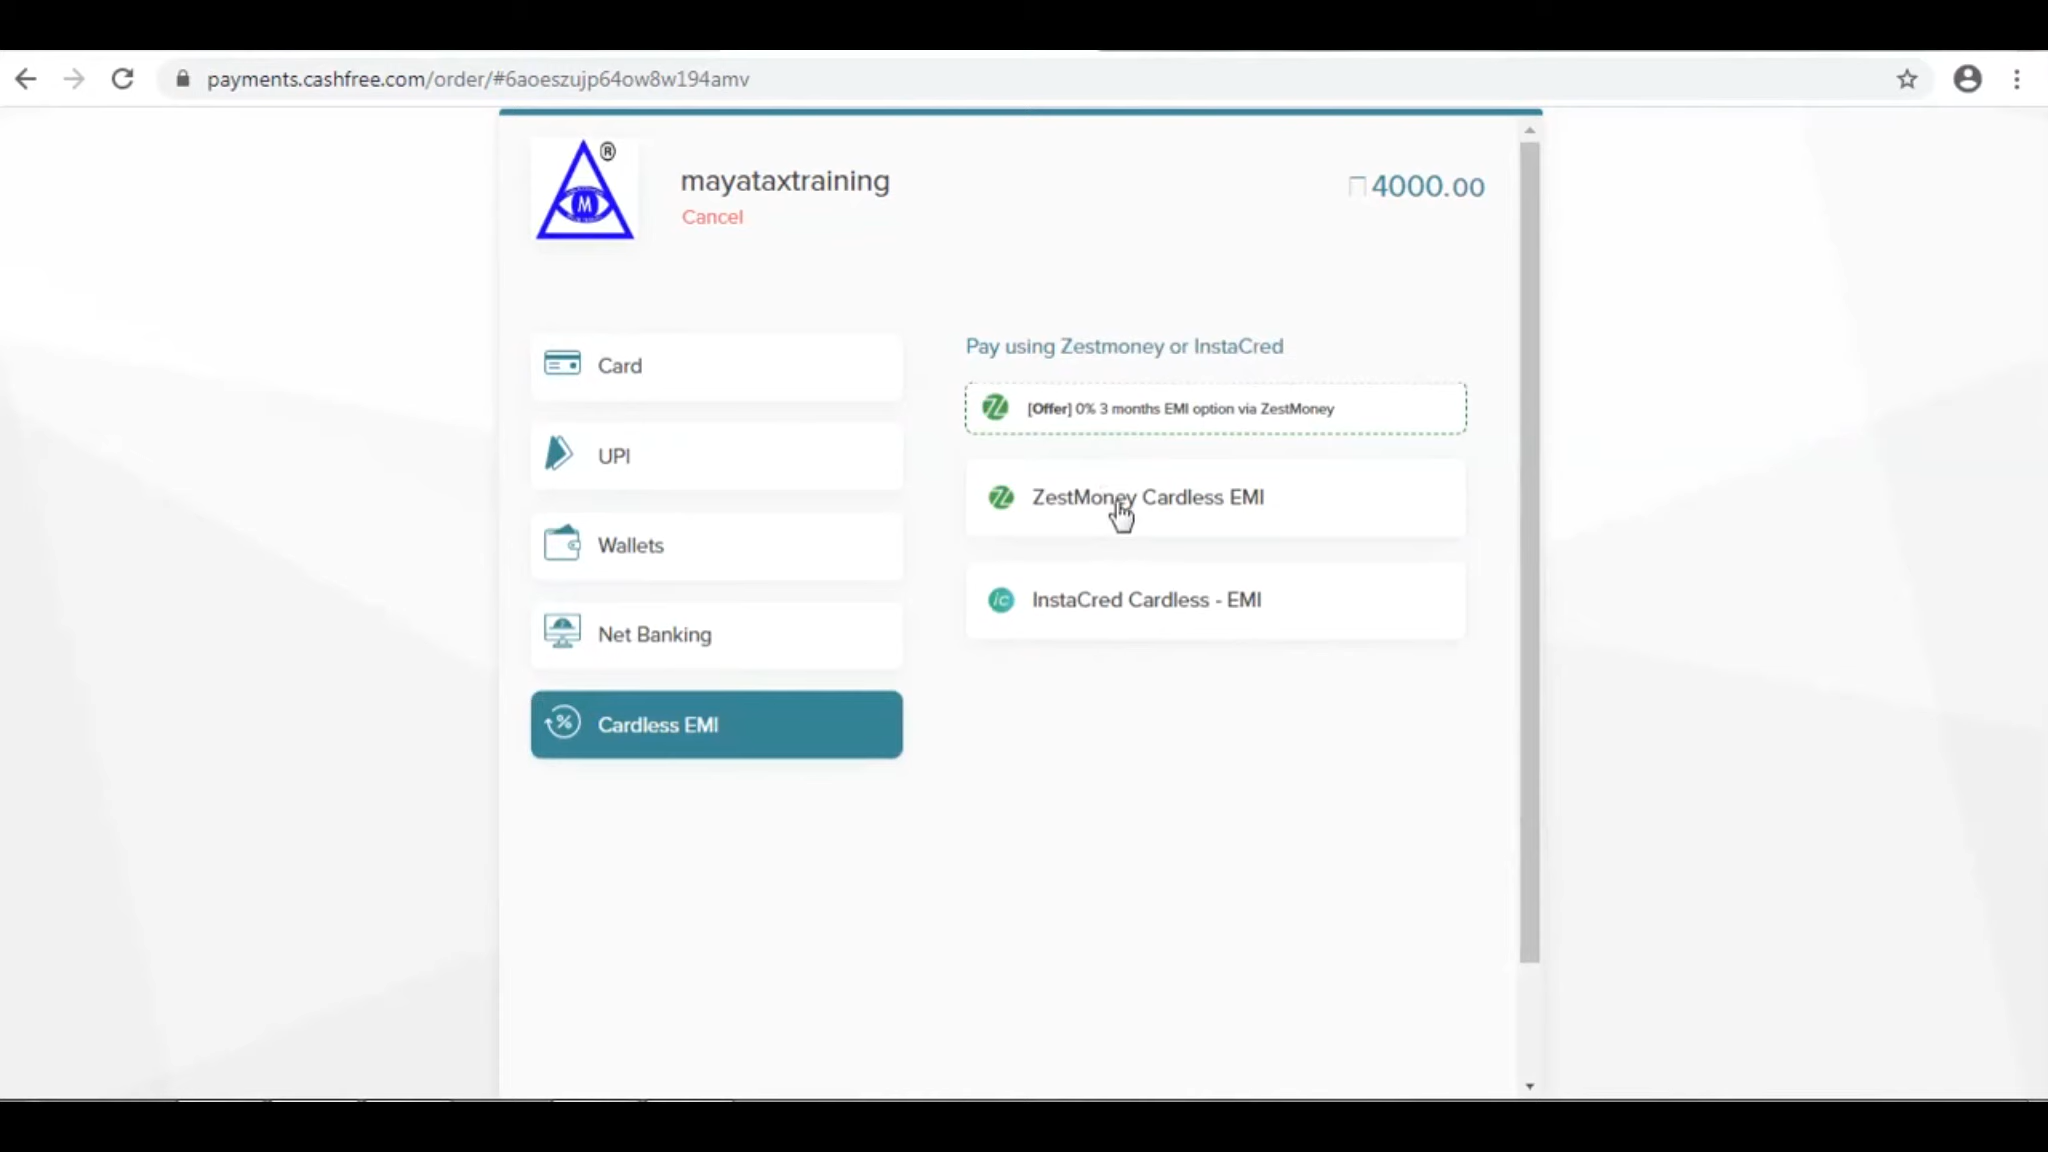 payments.cashfree.com/order/#6aoeszujp64ow8w194amv
®
M
mayataxtraining
Cancel
4000.00
Card
UPI
Wallets
Net Banking
Cardless EMI
Pay using Zestmoney or InstaCred
[Offer] 0% 3 months EMI option via ZestMoney
ZestMoney Cardless EMI
ic InstaCred Cardless - EMI